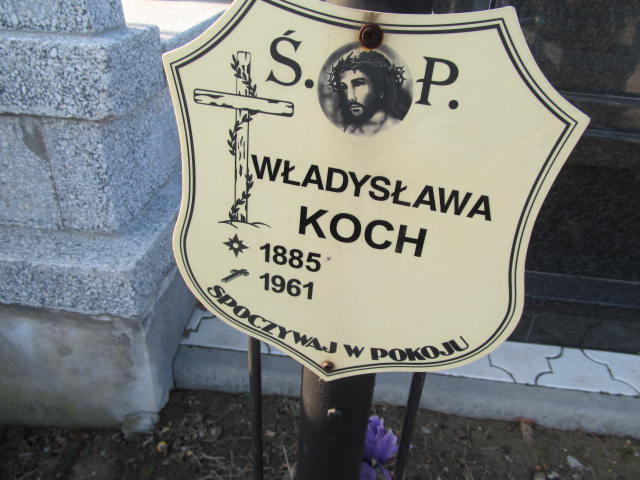 Ś. P.
WŁADYSŁAWA
KOCH
1885
1961
SPOCZYWAJ W POKOJU